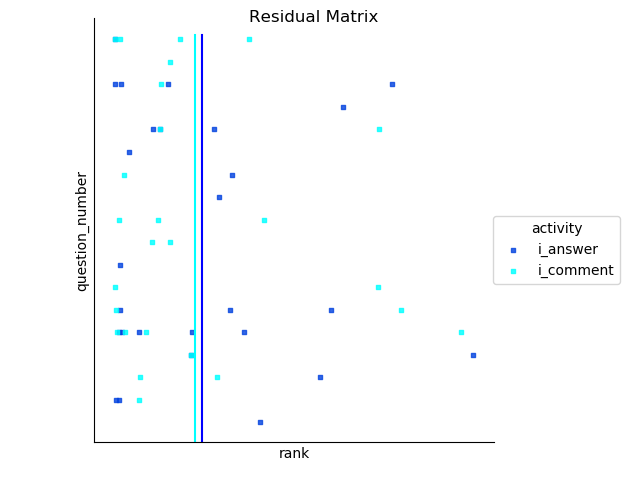 Residual Matrix
question_number
activity
i_answer
i_comment
rank